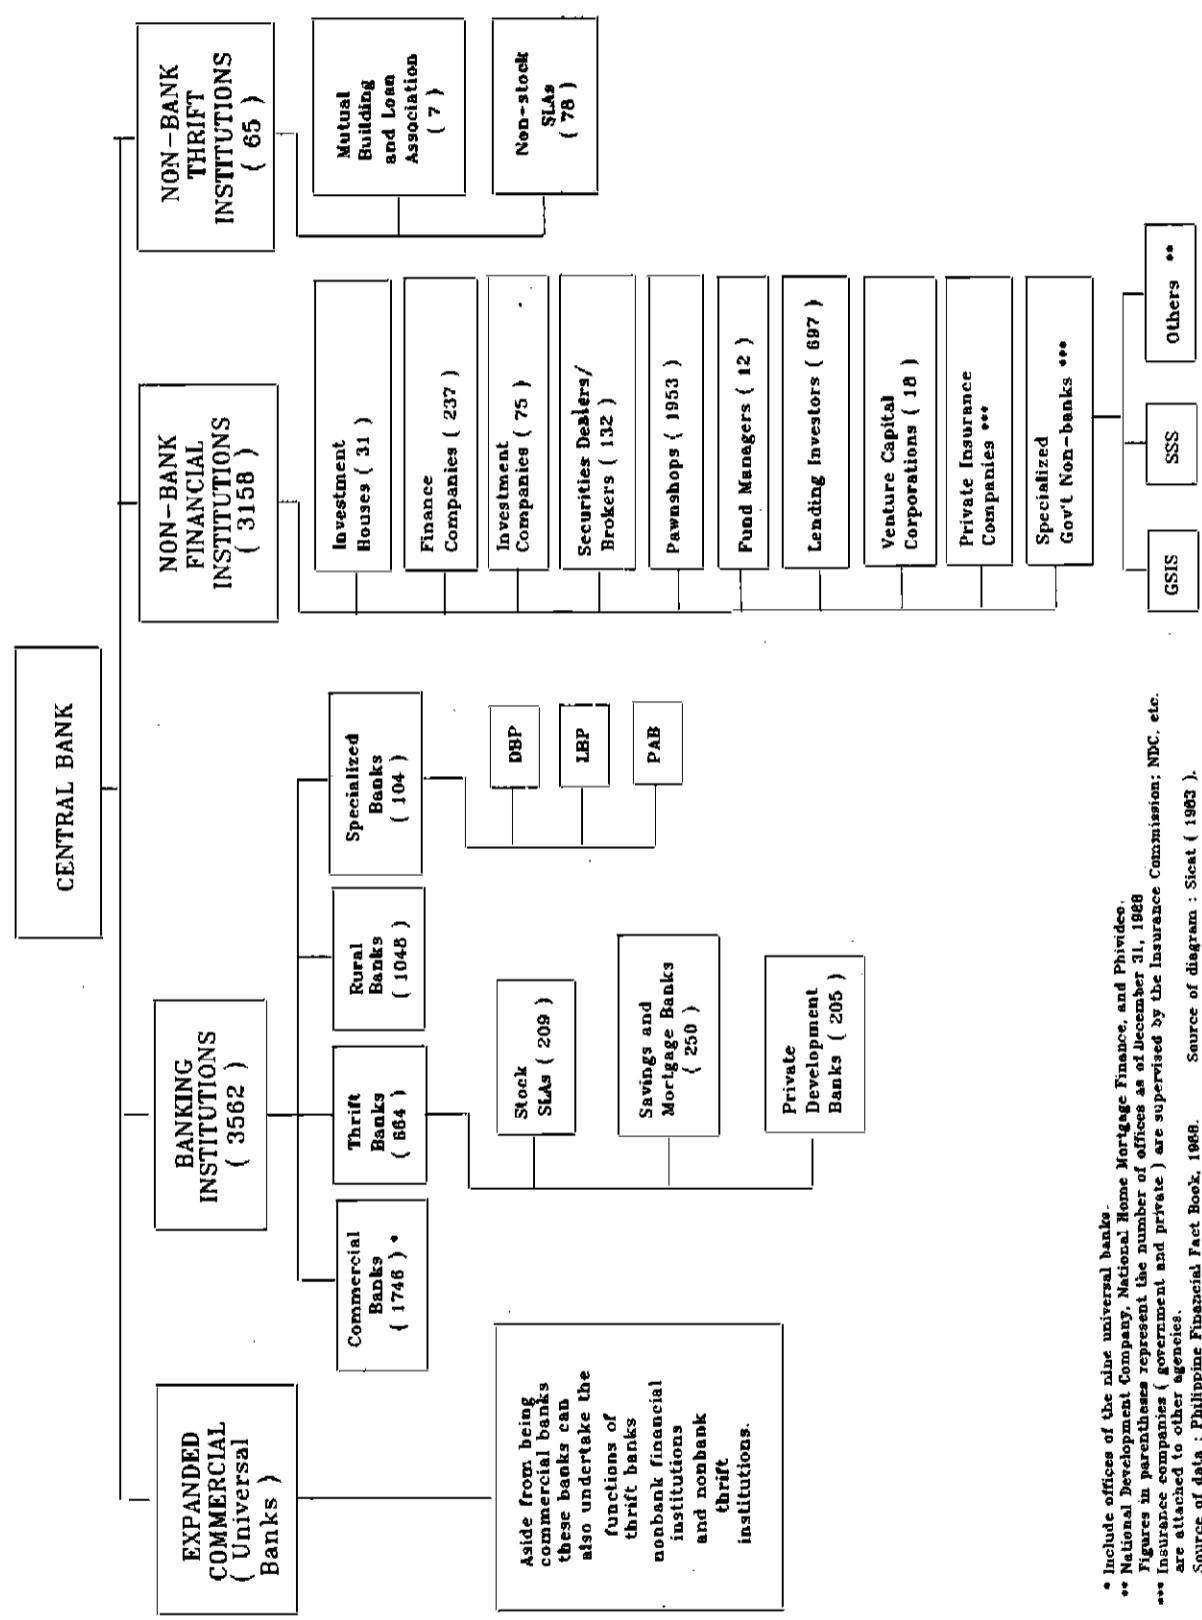 CENTRAL BANK
EXPANDED
COMMERCIAL
( Universal
Banks )
Aside from being
commercial banks
these banks can
also undertake the
functions of
thrift banks
nonbank financial
institutions
and nonbank
thrift
institutions.
BANKING
INSTITUTIONS
( 3562 )
Commercial
Banks
( 1746 ) *
Thrift
Banks
( 664 )
Stock
SLAs ( 209 )
Savings and
Mortgage Banks
( 250 )
Private
Development
Banks ( 205 )
Rural
Banks
( 1048 )
Specialized
Banks
( 104 )
DBP
LBP
PAB
NON-BANK
FINANCIAL
INSTITUTIONS
( 3158 )
Investment
Houses ( 31 )
Finance
Companies ( 237 )
Investment
Companies ( 75 )
Securities Dealers/
Brokers ( 132 )
Pawnshops ( 1953 )
Fund Managers ( 12 )
Lending Investors ( 697 )
Venture Capital
Corporations ( 18 )
Private Insurance
Companies ***
Specialized
Gov't Non-banks ***
GSIS
SSS
Others **
NON-BANK
THRIFT
INSTITUTIONS
( 65 )
Mutual
Building
and Loan
Association
( 7 )
Non-stock
SLAs
( 78 )
* Include offices of the nine universal banks.
** National Development Company, National Home Mortgage Finance, and Phivideo.
Figures in parentheses represent the number of offices as of December 31, 1988
*** Insurance companies ( government and private ) are supervised by the Insurance Commission; NDC, etc.
are attached to other agencies.
Source of data : Philippine Financial Fact Book, 1988. Source of diagram : Sicat ( 1983 ).